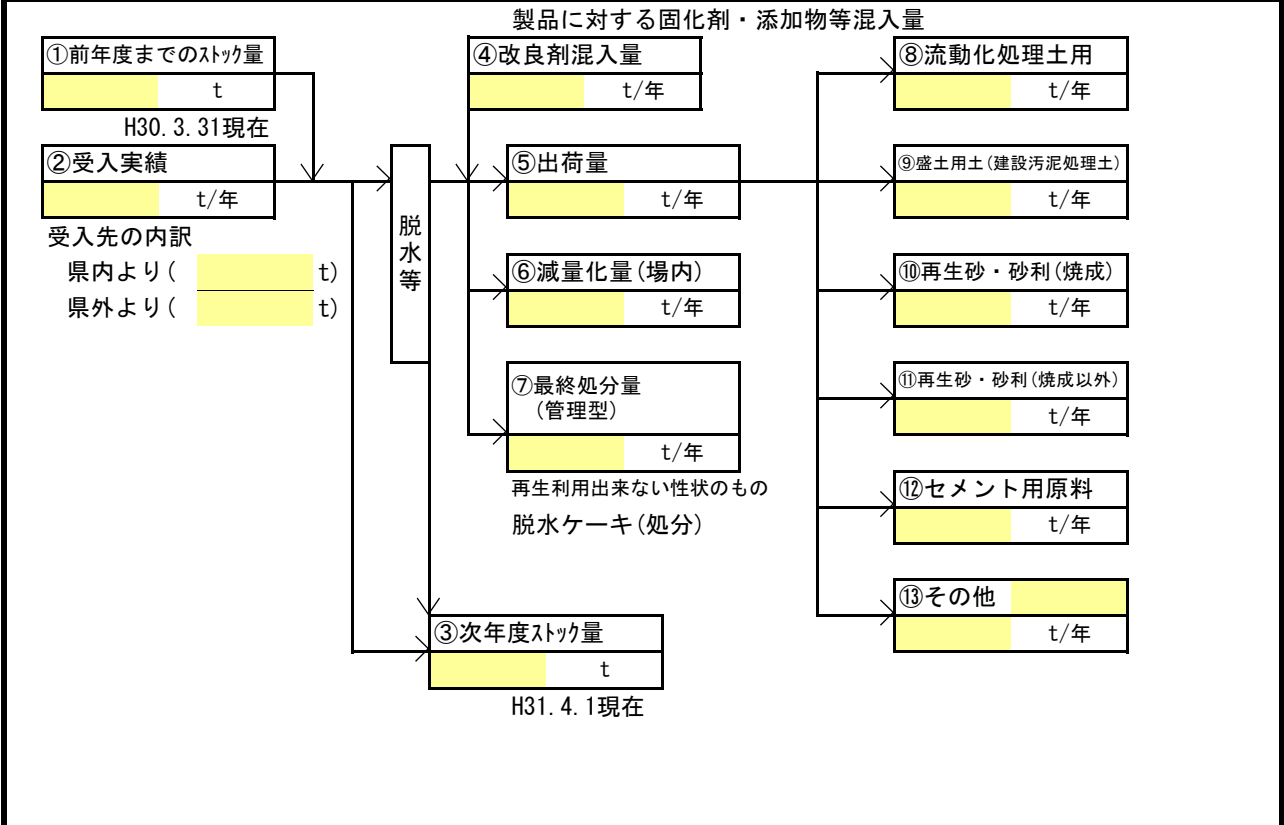 製品に対する固化剤・添加物等混入量
①前年度までのｽﾄｯｸ量
t
H30.3.31現在
②受入実績
t/年
受入先の内訳
県内より( t)
県外より( t)
脱水等
③次年度ｽﾄｯｸ量
t
H31.4.1現在
④改良剤混入量
t/年
⑤出荷量
t/年
⑥減量化量(場内)
t/年
⑦最終処分量
(管理型)
t/年
再生利用出来ない性状のもの
脱水ケーキ(処分)
⑧流動化処理土用
t/年
⑨盛土用土(建設汚泥処理土)
t/年
⑩再生砂・砂利(焼成)
t/年
⑪再生砂・砂利(焼成以外)
t/年
⑫セメント用原料
t/年
⑬その他
t/年